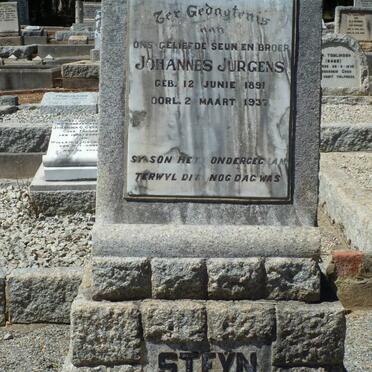 Ter Gedagtenis
aan
ONS GELIEFDE SEUN EN BROER
JOHANNES JURGENS
GEB. 12 JUNIE 1891
OORL. 2 MAART 1937
SY SON HET ONDERGEGAAN
TERWYL DIT NOG DAG WAS
STEYN